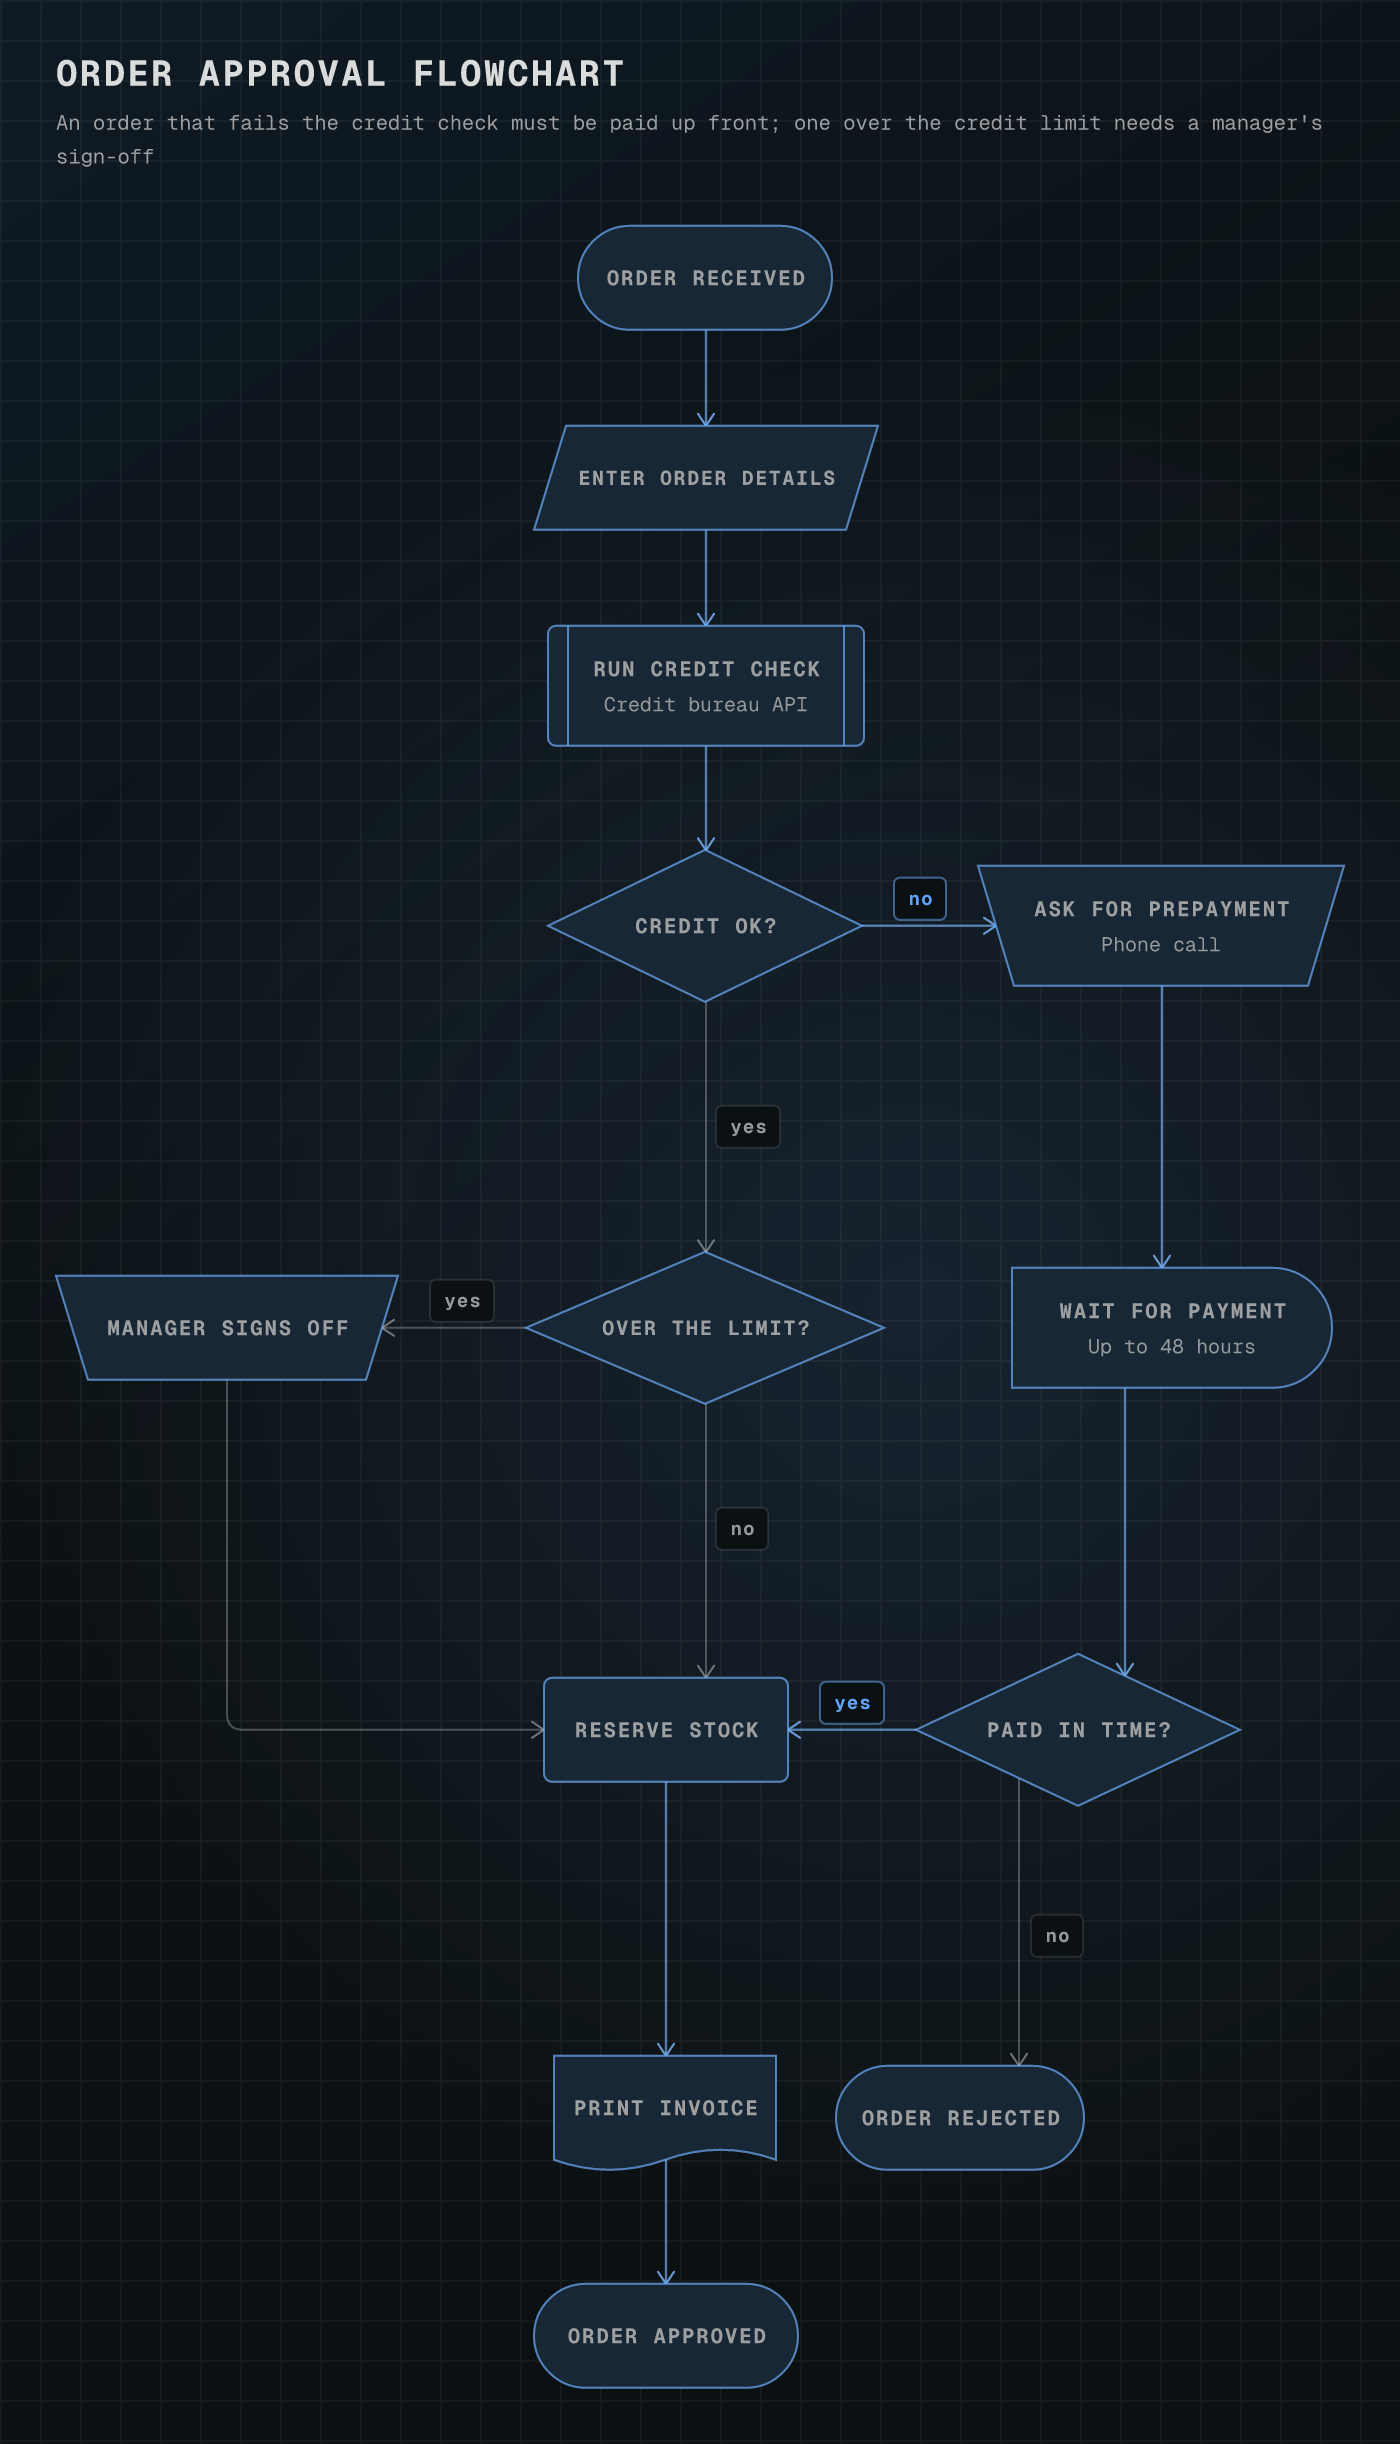 ORDER APPROVAL FLOWCHART
An order that fails the credit check must be paid up front; one over the credit limit needs a manager's
sign-off
ORDER RECEIVED
ENTER ORDER DETAILS
RUN CREDIT CHECK
Credit bureau API
CREDIT OK?
no
ASK FOR PREPAYMENT
Phone call
yes
MANAGER SIGNS OFF
yes
OVER THE LIMIT?
WAIT FOR PAYMENT
Up to 48 hours
no
RESERVE STOCK
yes
PAID IN TIME?
no
PRINT INVOICE
ORDER REJECTED
ORDER APPROVED